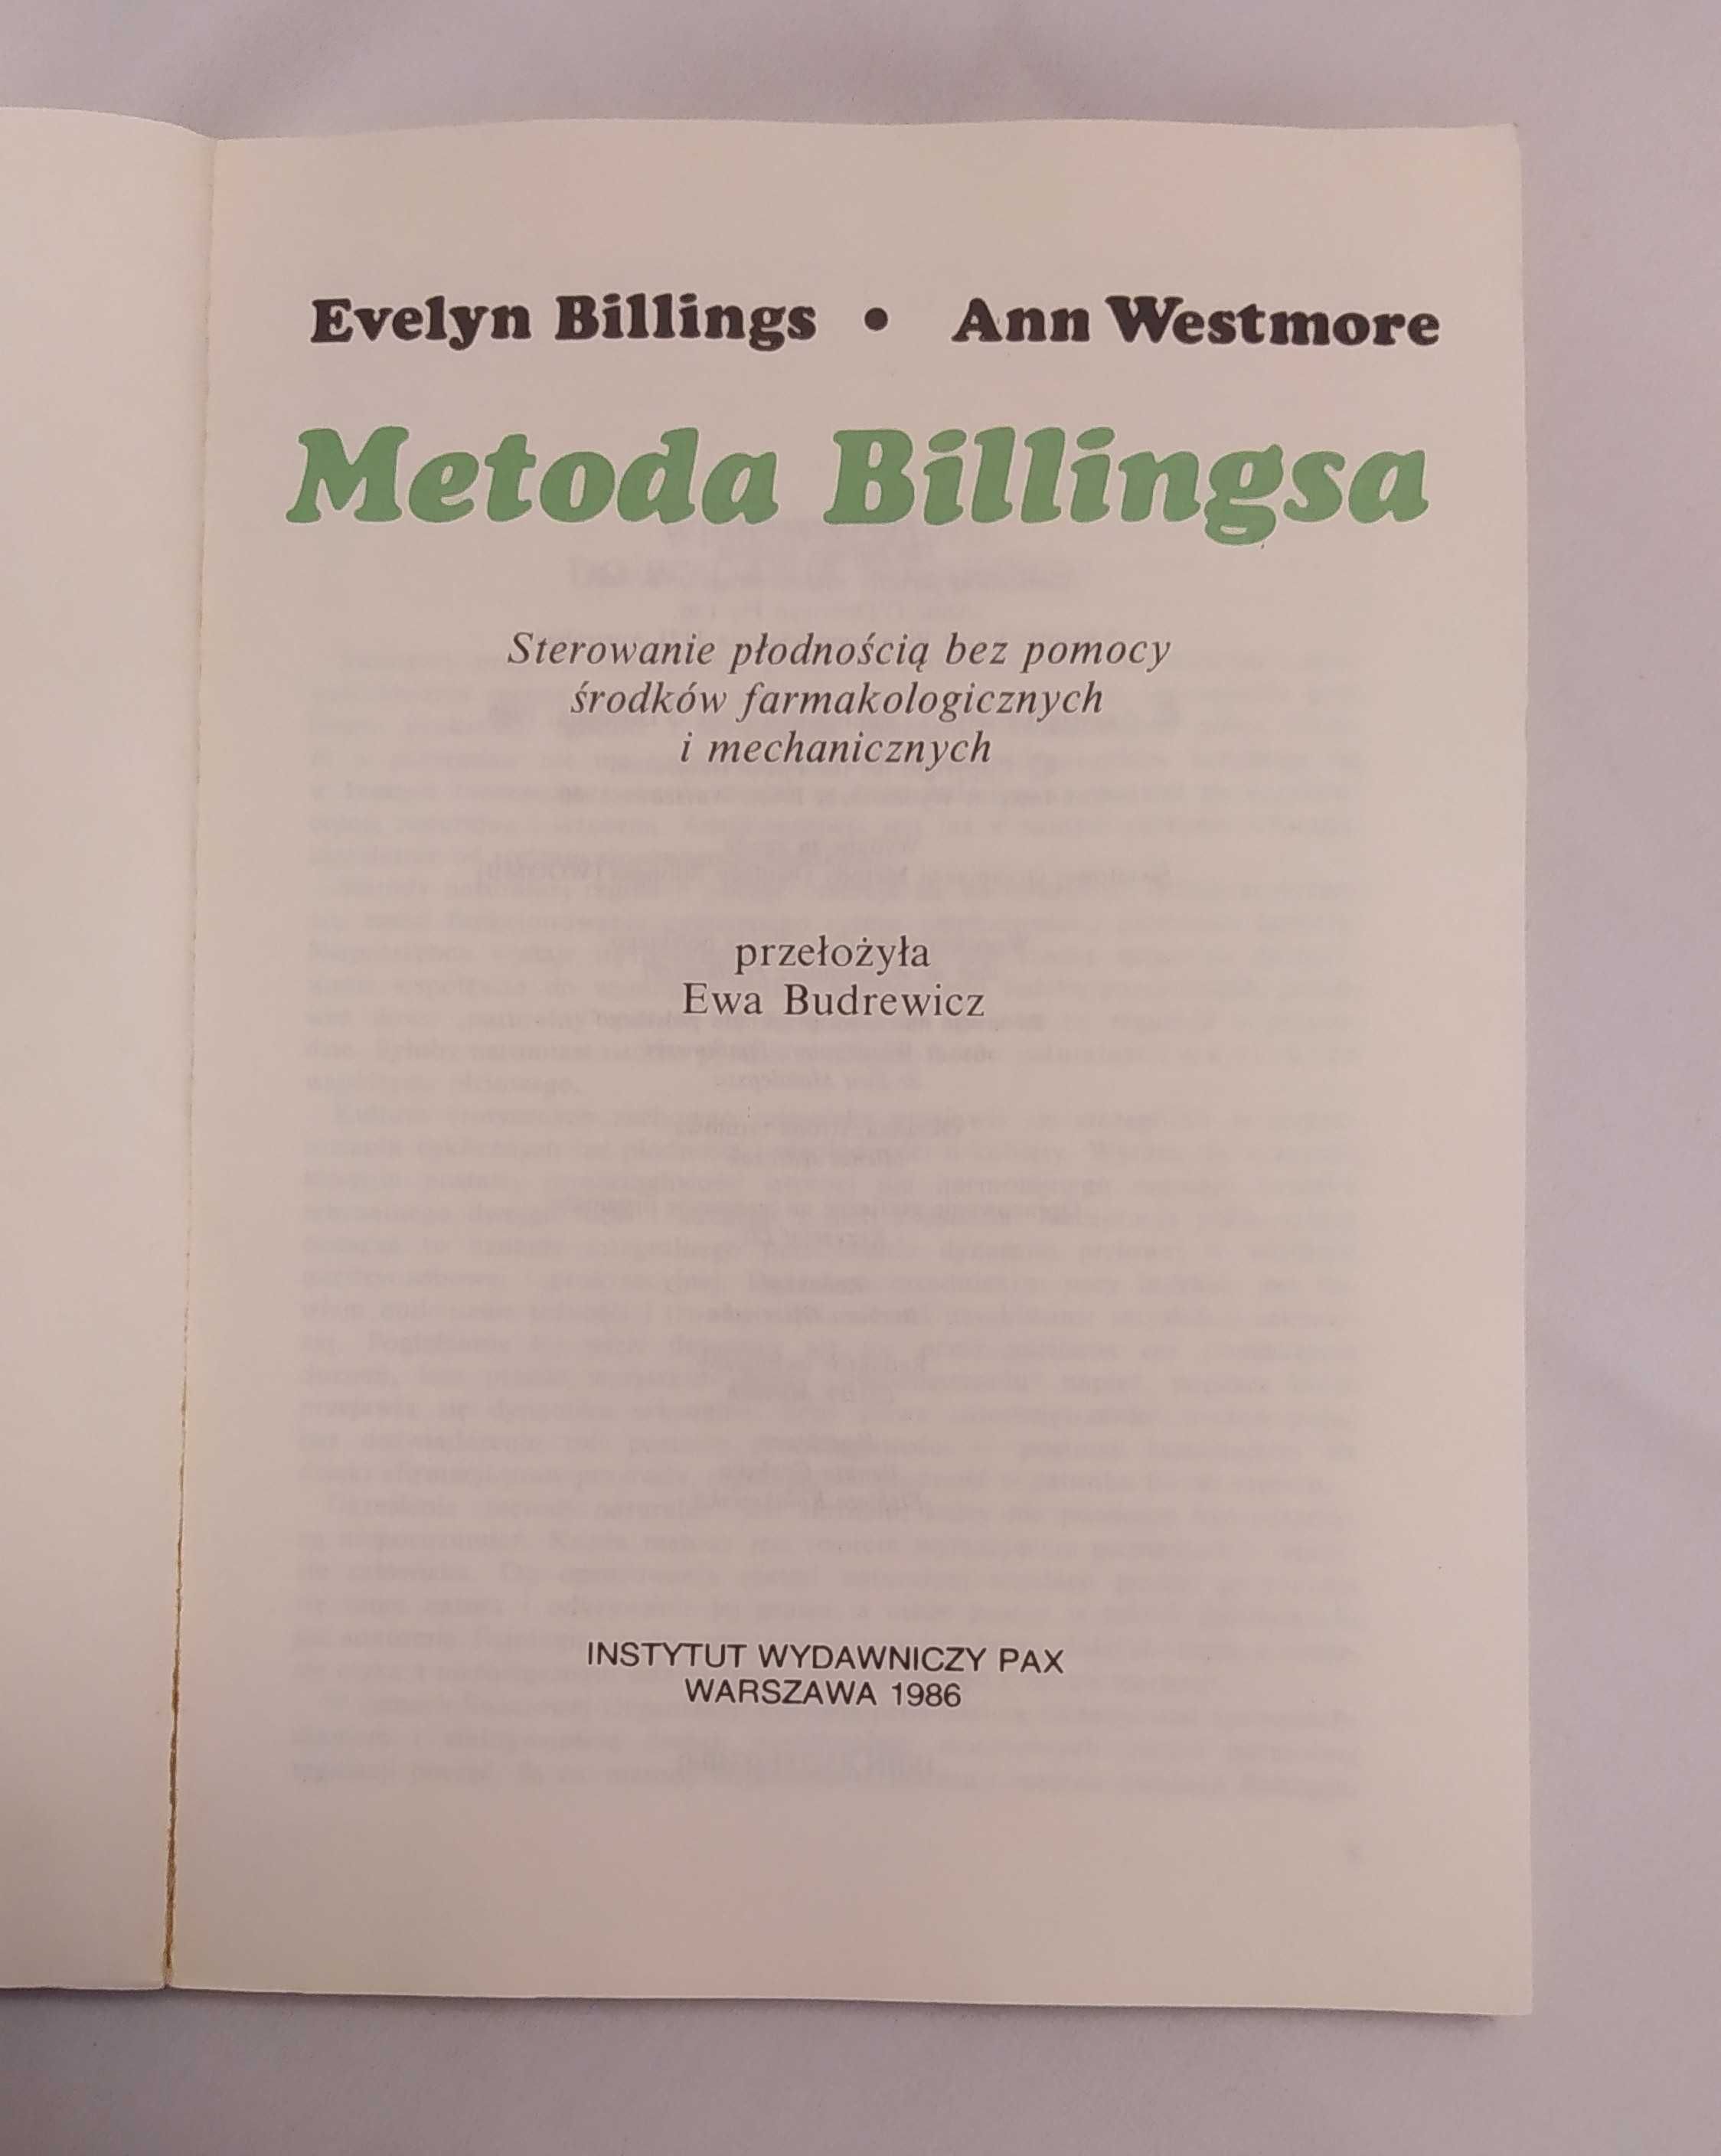 Evelyn Billings • Ann Westmore
Metoda Billingsa
Sterowanie płodnością bez pomocy
środków farmakologicznych
i mechanicznych
przełożyła
Ewa Budrewicz
INSTYTUT WYDAWNICZY PAX
WARSZAWA 1986